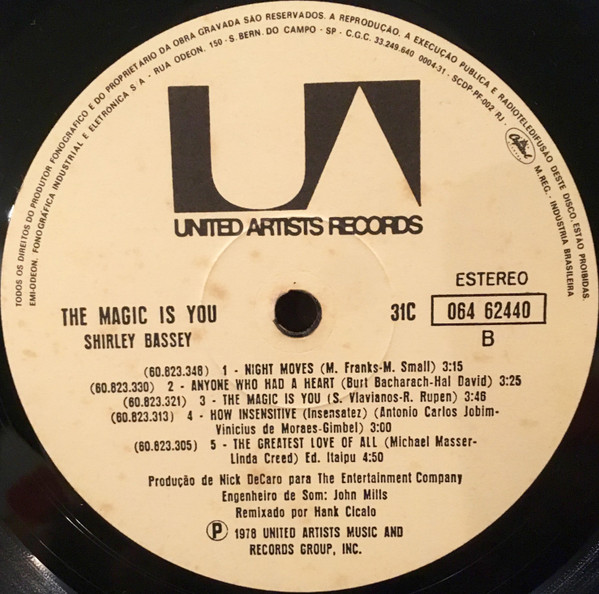 TODOS OS DIREITOS DO PRODUTOR FONOGRÁFICO E DO PROPRIETARIO DA OBRA GRAVADA SÃO RESERVADOS. A REPRODUÇÃO, A EXECUÇÃO PUBLICA E RADIOTELEDIFUSÃO DESTE DISCO, ESTÃO PROIBIDAS.
EMI-ODEON. FONOGRÁFICA INDUSTRIAL E ELETRÔNICA S/A - RUA ODEON, 150 - S. BERN. DO CAMPO - SP - C.G.C. 33.249.640 0004-31 - SCDP-PF-002 RJ -
Capitol
M. REG. - INDUSTRIA BRASILEIRA
UA
UNITED ARTISTS RECORDS
ESTEREO
THE MAGIC IS YOU 31C 064 62440
SHIRLEY BASSEY B
(60.823.348) 1 - NIGHT MOVES (M. Franks-M. Small) 3:15
(60.823.330) 2 - ANYONE WHO HAD A HEART (Burt Bacharach-Hal David) 3:25
(60.823.321) 3 - THE MAGIC IS YOU (S. Vlavianos-R. Rupen) 3:46
(60.823.313) 4 - HOW INSENSITIVE (Insensatez) (Antonio Carlos Jobim-
Vinicius de Moraes-Gimbel) 3:00
(60.823.305) 5 - THE GREATEST LOVE OF ALL (Michael Masser-
Linda Creed) Ed. Itaipu 4:50
Produção de Nick DeCaro para The Entertainment Company
Engenheiro de Som: John Mills
Remixado por Hank Cicalo
Ⓟ 1978 UNITED ARTISTS MUSIC AND
RECORDS GROUP, INC.